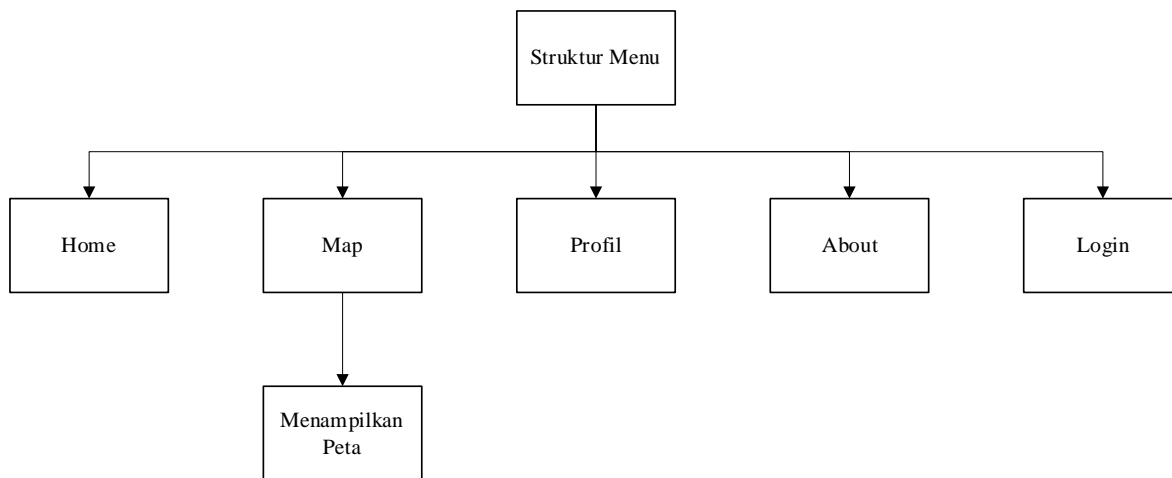 Struktur Menu
Home
Map
Profil
About
Login
Menampilkan
Peta